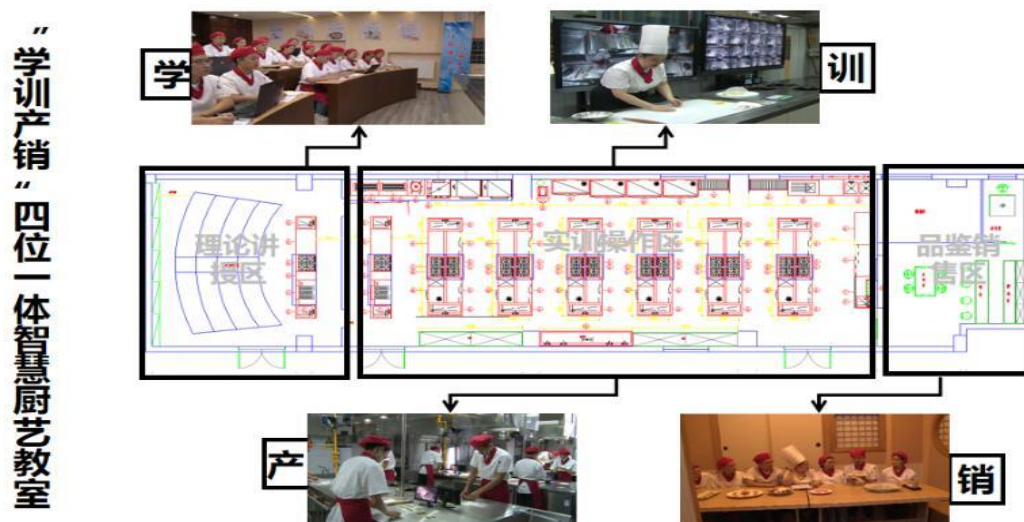 "学训产销"四位一体智慧厨艺教室
学
训
理论讲
授区
实训操作区
品鉴销
售区
产
销